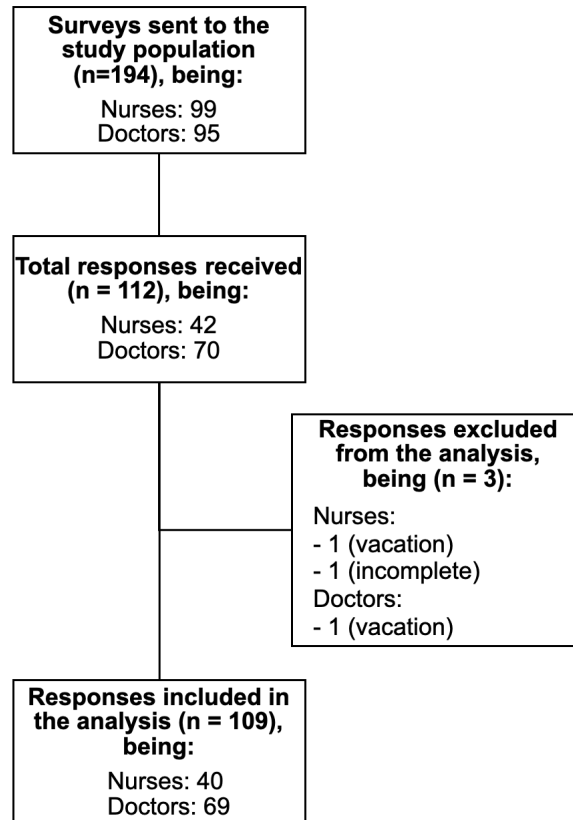 Surveys sent to the
study population
(n=194), being:
Nurses: 99
Doctors: 95
Total responses received
(n = 112), being:
Nurses: 42
Doctors: 70
Responses excluded
from the analysis,
being (n = 3):
Nurses:
- 1 (vacation)
- 1 (incomplete)
Doctors:
- 1 (vacation)
Responses included in
the analysis (n = 109),
being:
Nurses: 40
Doctors: 69